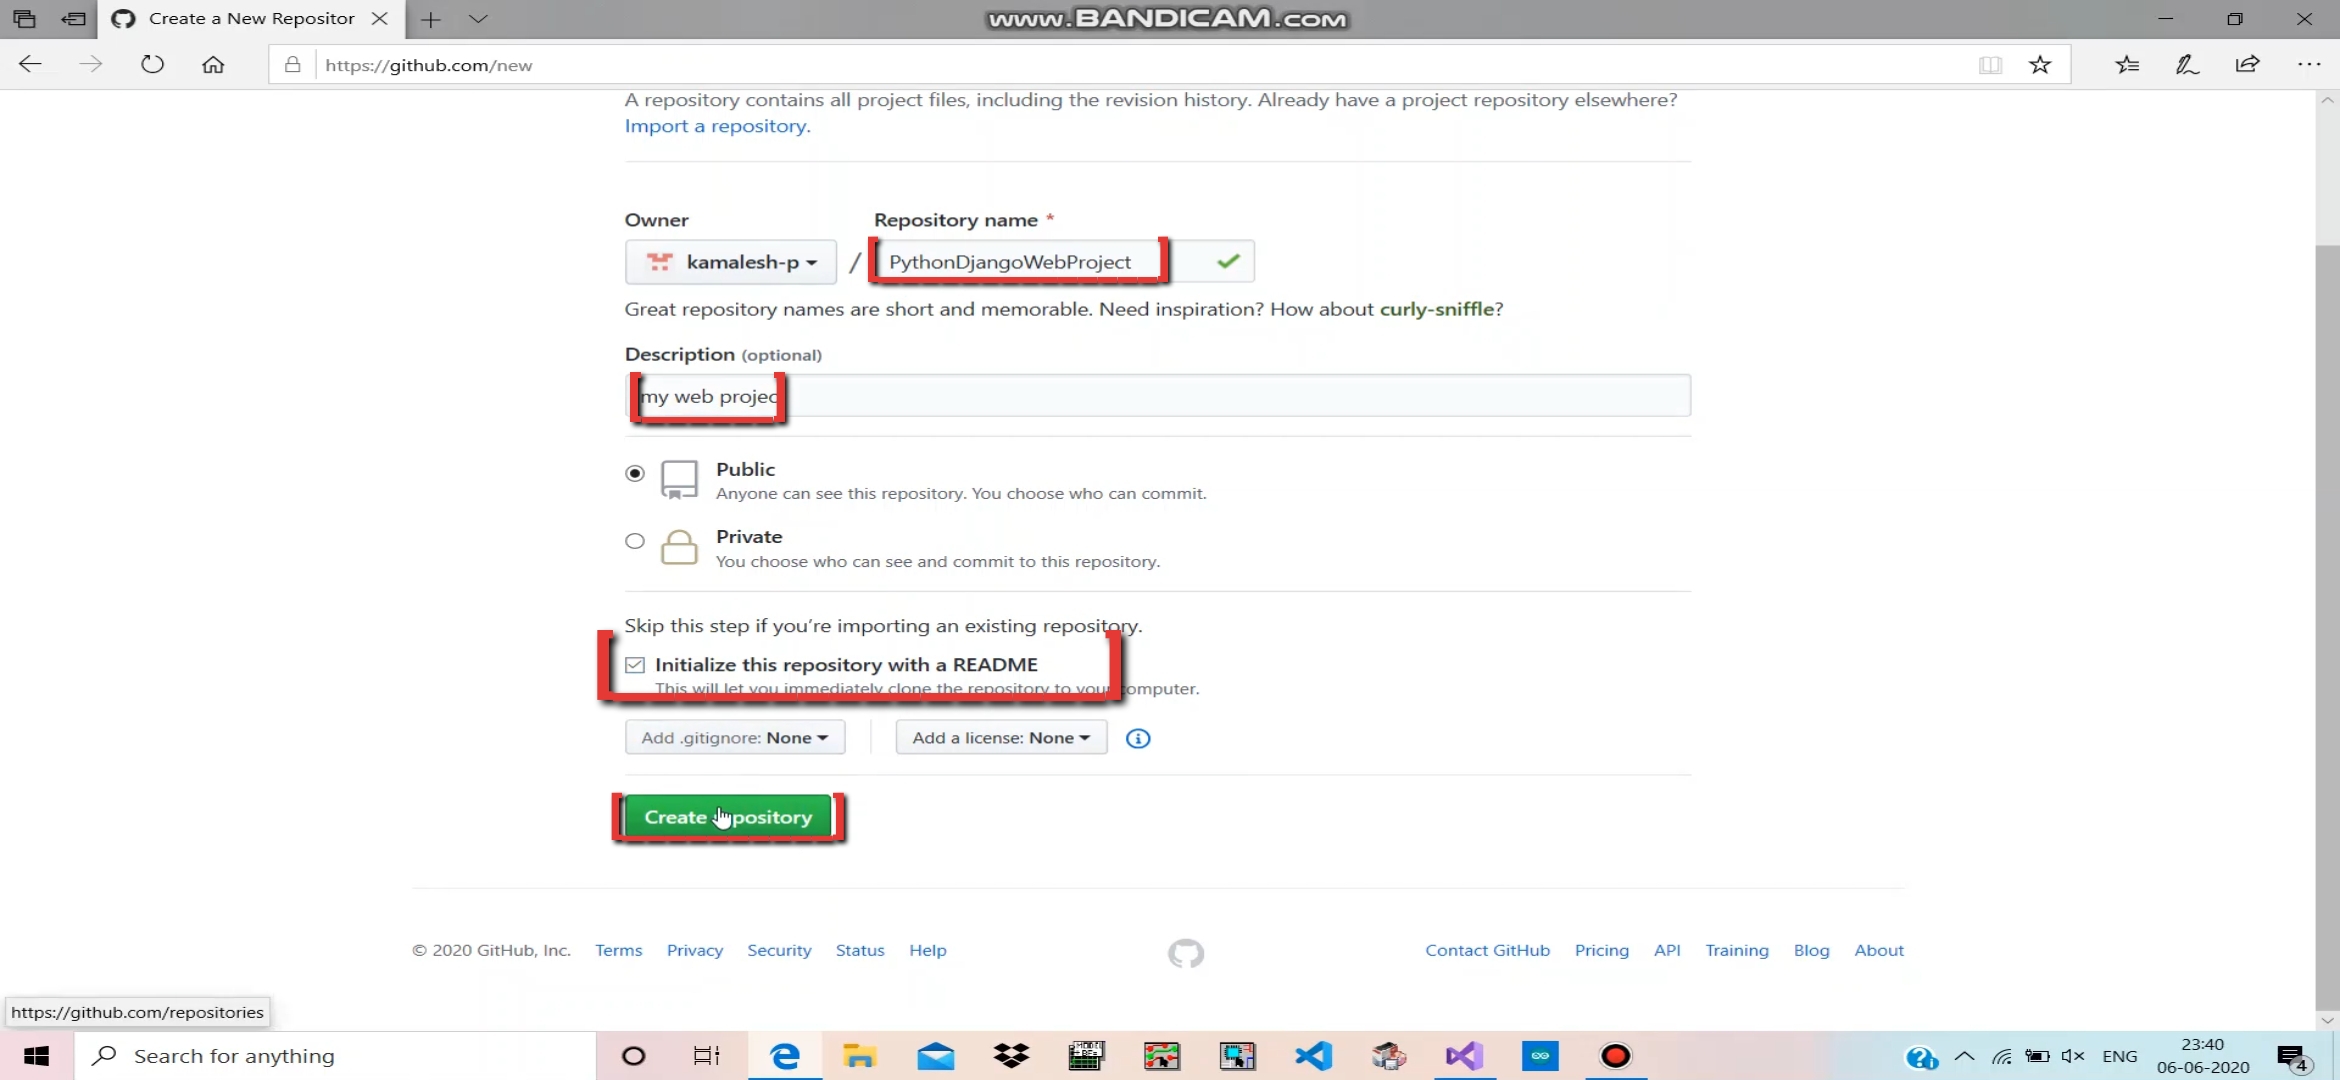 Create a New Repositor
www.BANDICAM.com
https://github.com/new
A repository contains all project files, including the revision history. Already have a project repository elsewhere?
Import a repository.
Owner
Repository name *
kamalesh-p
/
PythonDjangoWebProject
Great repository names are short and memorable. Need inspiration? How about curly-sniffle?
Description (optional)
my web projec
Public
Anyone can see this repository. You choose who can commit.
Private
You choose who can see and commit to this repository.
Skip this step if you're importing an existing repository.
Initialize this repository with a README
This will let you immediately clone the repository to your computer.
Add .gitignore: None
Add a license: None
Create repository
© 2020 GitHub, Inc. Terms Privacy Security Status Help
Contact GitHub Pricing API Training Blog About
https://github.com/repositories
Search for anything
ENG
23:40
06-06-2020
4